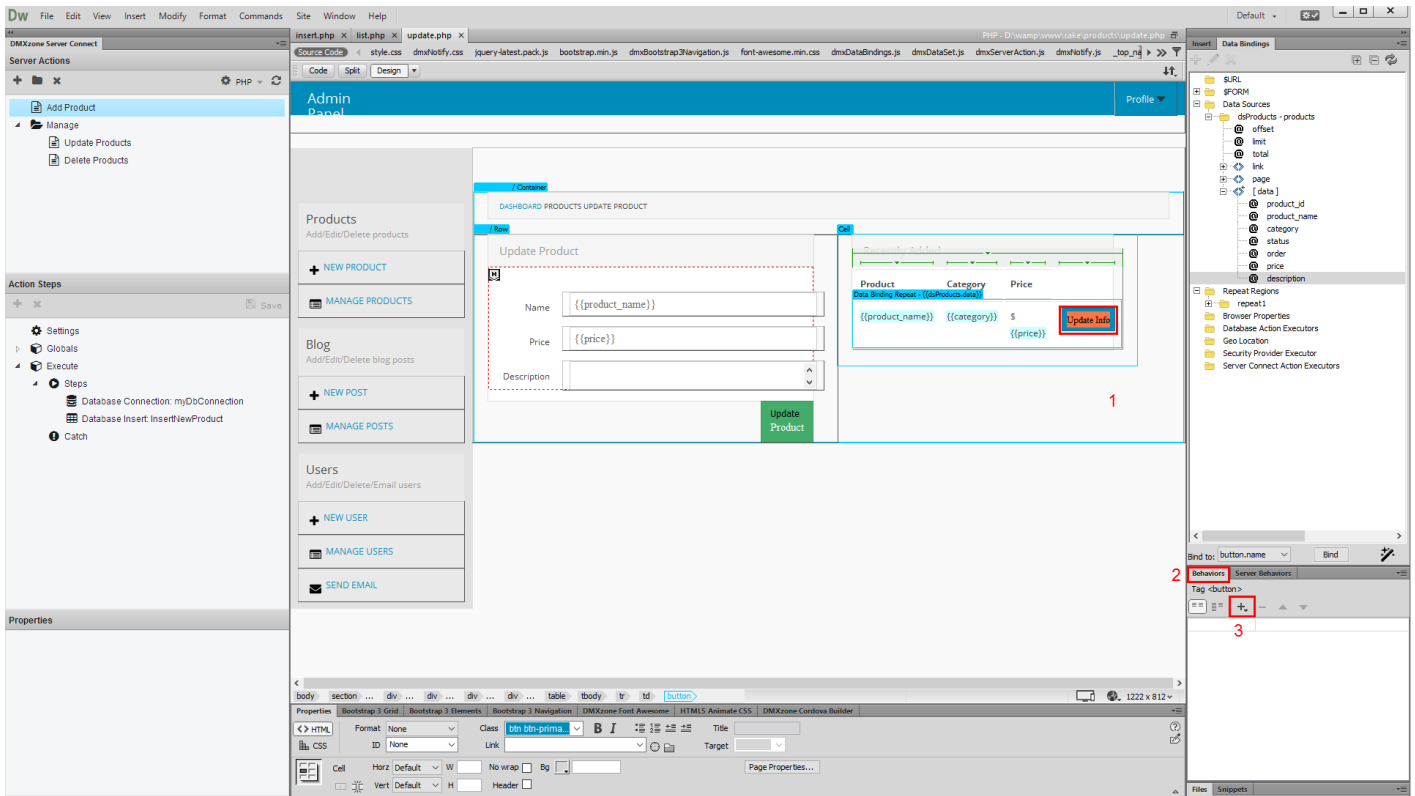 DW File Edit View Insert Modify Format Commands Site Window Help Default
DMXzone Server Connect
Server Actions
PHP
Add Product
Manage
Update Products
Delete Products
Action Steps
Save
Settings
Globals
Execute
Steps
Database Connection: myDbConnection
Database Insert: InsertNewProduct
Catch
Properties
insert.php × list.php × update.php × PHP - D:\wamp\www\cake\products\update.php
Source Code style.css dmxNotify.css jquery-latest.pack.js bootstrap.min.js dmxBootstrap3Navigation.js font-awesome.min.css dmxDataBindings.js dmxDataSet.js dmxServerAction.js dmxNotify.js _top_na
Code Split Design
Admin
Panel
Profile
Products
Add/Edit/Delete products
NEW PRODUCT
MANAGE PRODUCTS
Blog
Add/Edit/Delete blog posts
NEW POST
MANAGE POSTS
Users
Add/Edit/Delete/Email users
NEW USER
MANAGE USERS
SEND EMAIL
/ Container
DASHBOARD PRODUCTS UPDATE PRODUCT
/ Row
Update Product
Name {{product_name}}
Price {{price}}
Description
Update
Product
Cell
Recently Added
Product Category Price
Data Binding Repeat - {{dsProducts.data}}
{{product_name}} {{category}} $
{{price}}
Update Info
1
body section ... div ... div ... div ... div ... table tbody tr td button
1222 x 812
Properties Bootstrap 3 Grid Bootstrap 3 Elements Bootstrap 3 Navigation DMXzone Font Awesome HTML5 Animate CSS DMXzone Cordova Builder
<> HTML Format None Class btn btn-prima... B I Title
CSS ID None Link Target
Cell Horz Default W No wrap Bg Page Properties...
Vert Default H Header
Insert Data Bindings
$URL
$FORM
Data Sources
dsProducts - products
offset
limit
total
link
page
[ data ]
product_id
product_name
category
status
order
price
description
Repeat Regions
repeat1
Browser Properties
Database Action Executors
Geo Location
Security Provider Executor
Server Connect Action Executors
Bind to: button.name Bind
2
Behaviors Server Behaviors
Tag <button>
3
Files Snippets